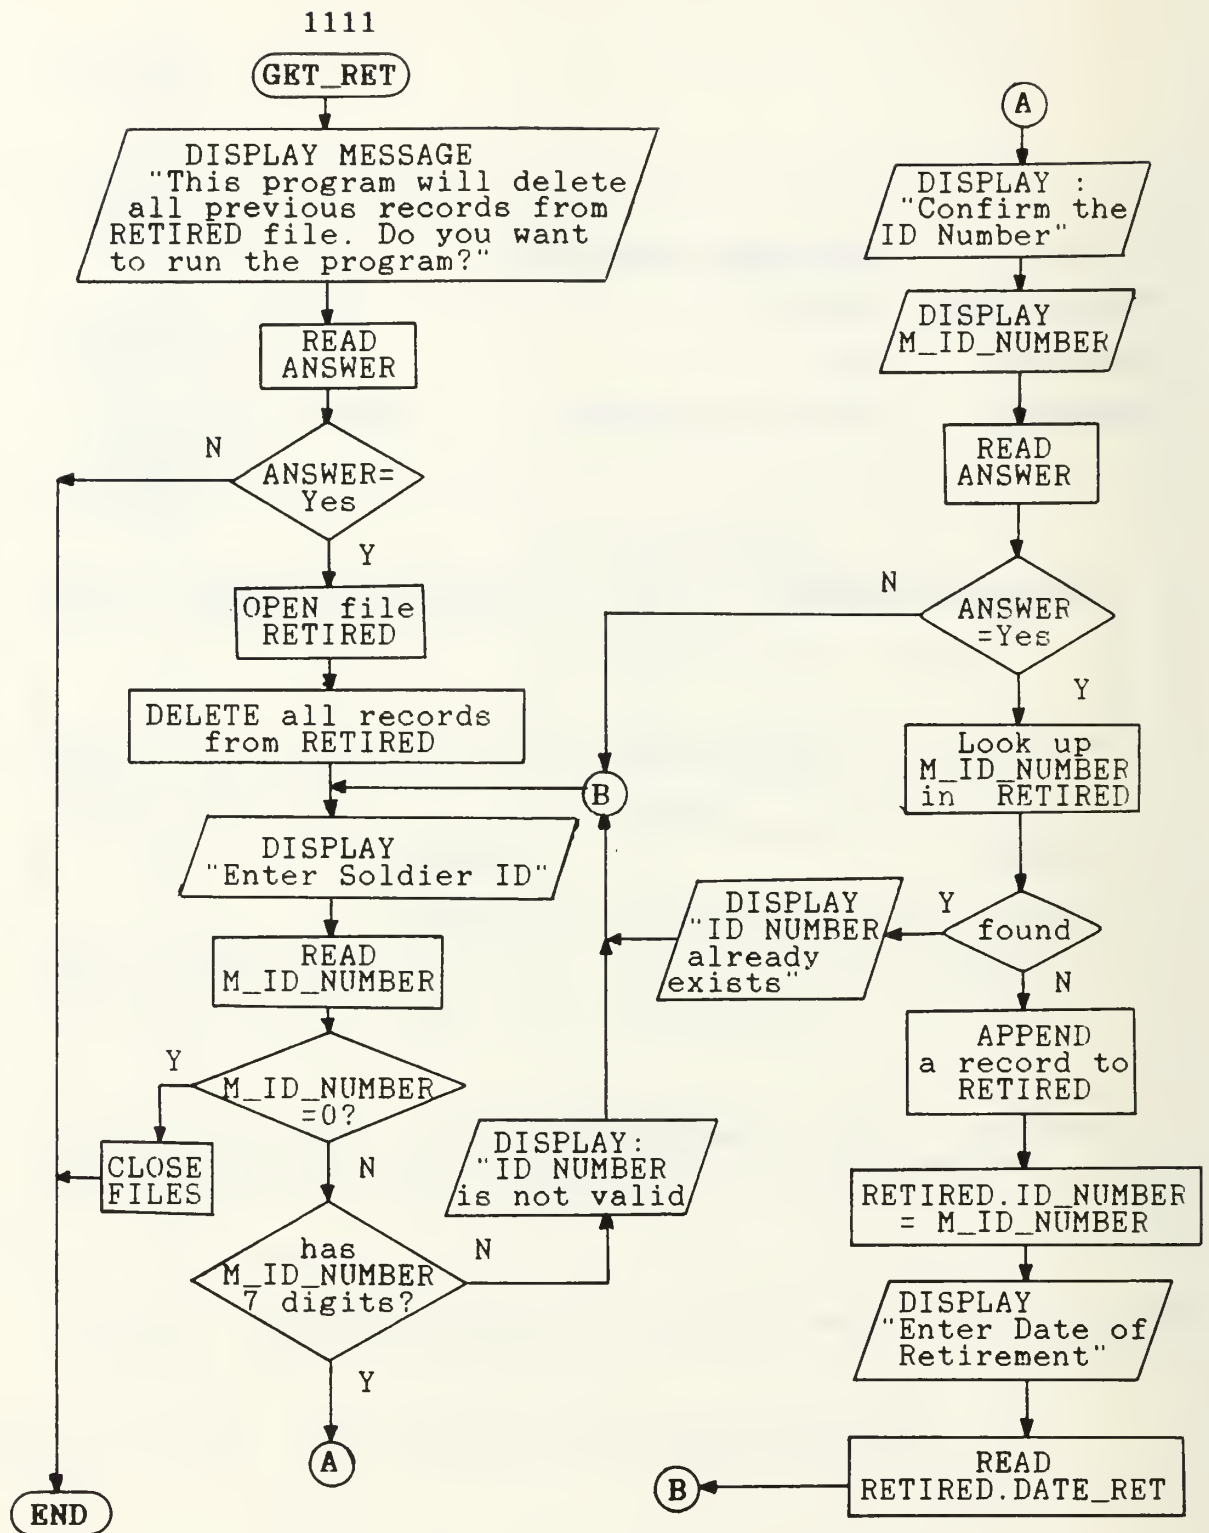 1111
GET_RET
DISPLAY MESSAGE
"This program will delete
all previous records from
RETIRED file. Do you want
to run the program?"
READ
ANSWER
N
ANSWER=
Yes
Y
OPEN file
RETIRED
DELETE all records
from RETIRED
B
DISPLAY
"Enter Soldier ID"
READ
M_ID_NUMBER
Y
M_ID_NUMBER
=0?
CLOSE
FILES
N
DISPLAY:
"ID NUMBER
is not valid
has
M_ID_NUMBER
7 digits?
N
Y
A
END
A
DISPLAY :
"Confirm the
ID Number"
DISPLAY
M_ID_NUMBER
READ
ANSWER
N
ANSWER
=Yes
Y
Look up
M_ID_NUMBER
in RETIRED
DISPLAY
"ID NUMBER
already
exists"
Y
found
N
APPEND
a record to
RETIRED
RETIRED.ID_NUMBER
= M_ID_NUMBER
DISPLAY
"Enter Date of
Retirement"
READ
RETIRED.DATE_RET
B